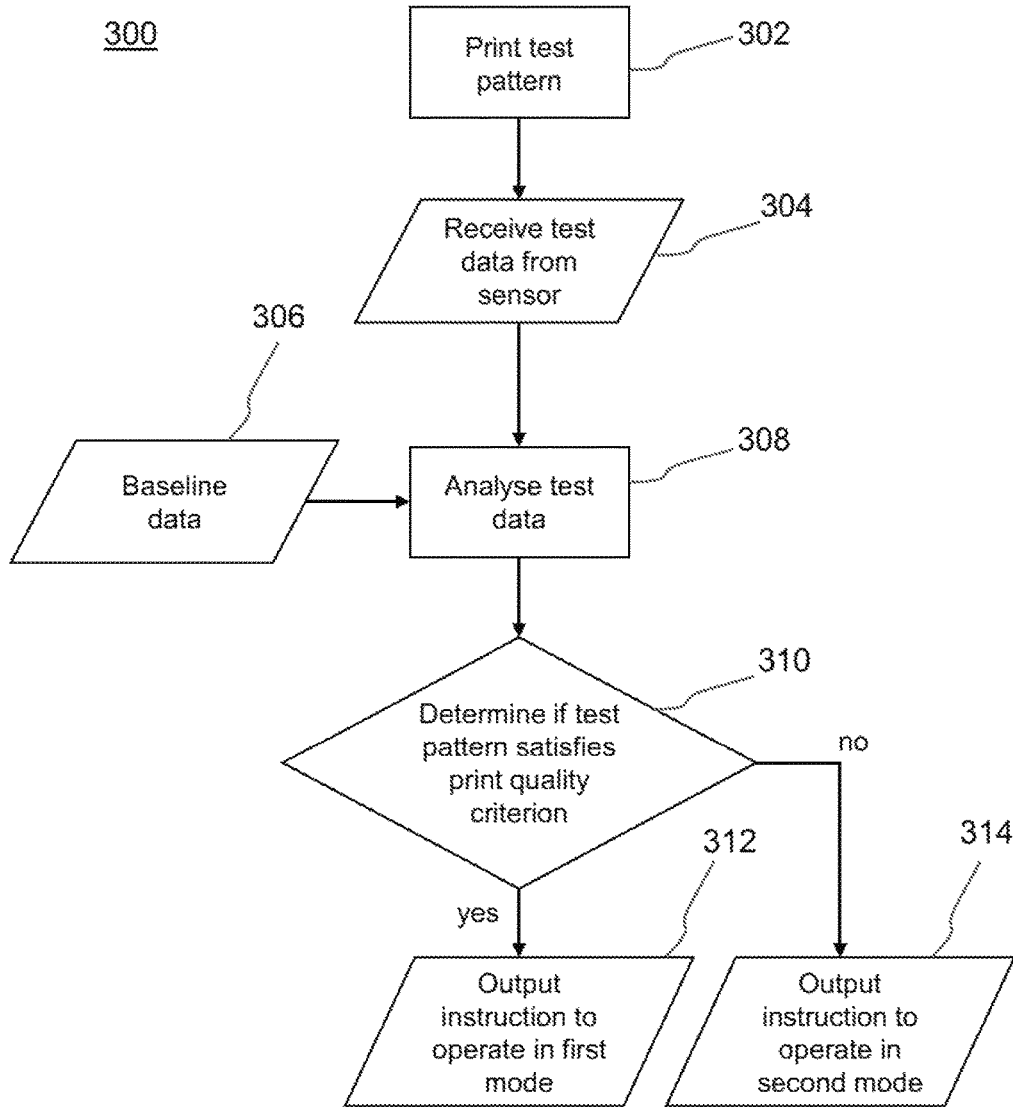 300
Print test
pattern
302
Receive test
data from
sensor
304
306
Baseline
data
Analyse test
data
308
Determine if test
pattern satisfies
print quality
criterion
310
no
yes
312
314
Output
instruction to
operate in first
mode
Output
instruction to
operate in
second mode